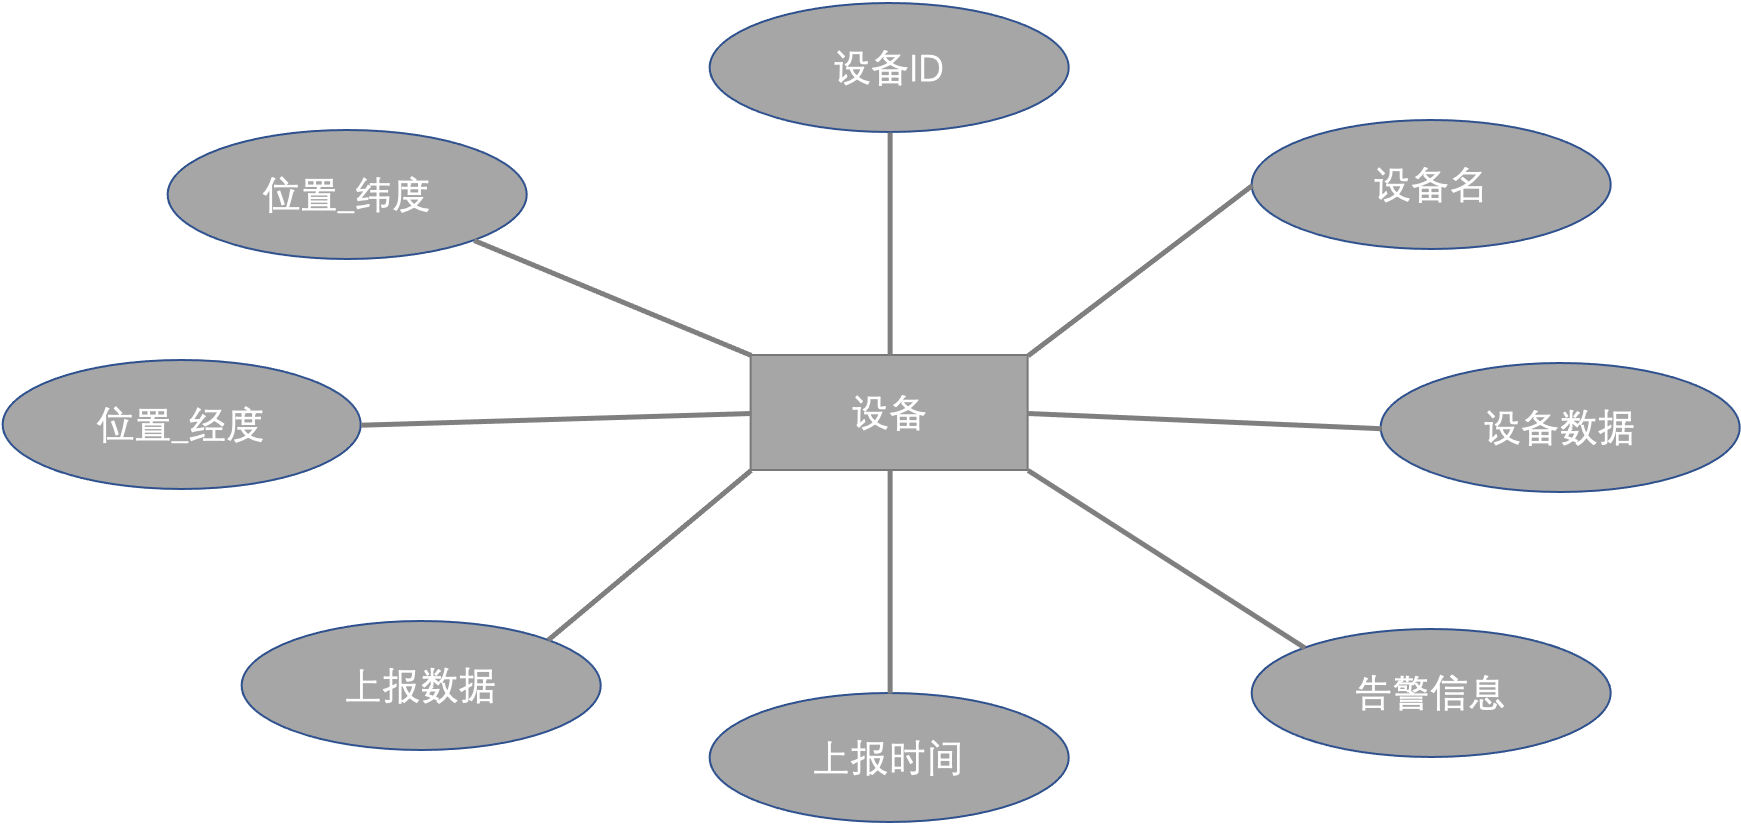 设备ID
设备名
位置_纬度
位置_经度
设备
设备数据
上报数据
告警信息
上报时间